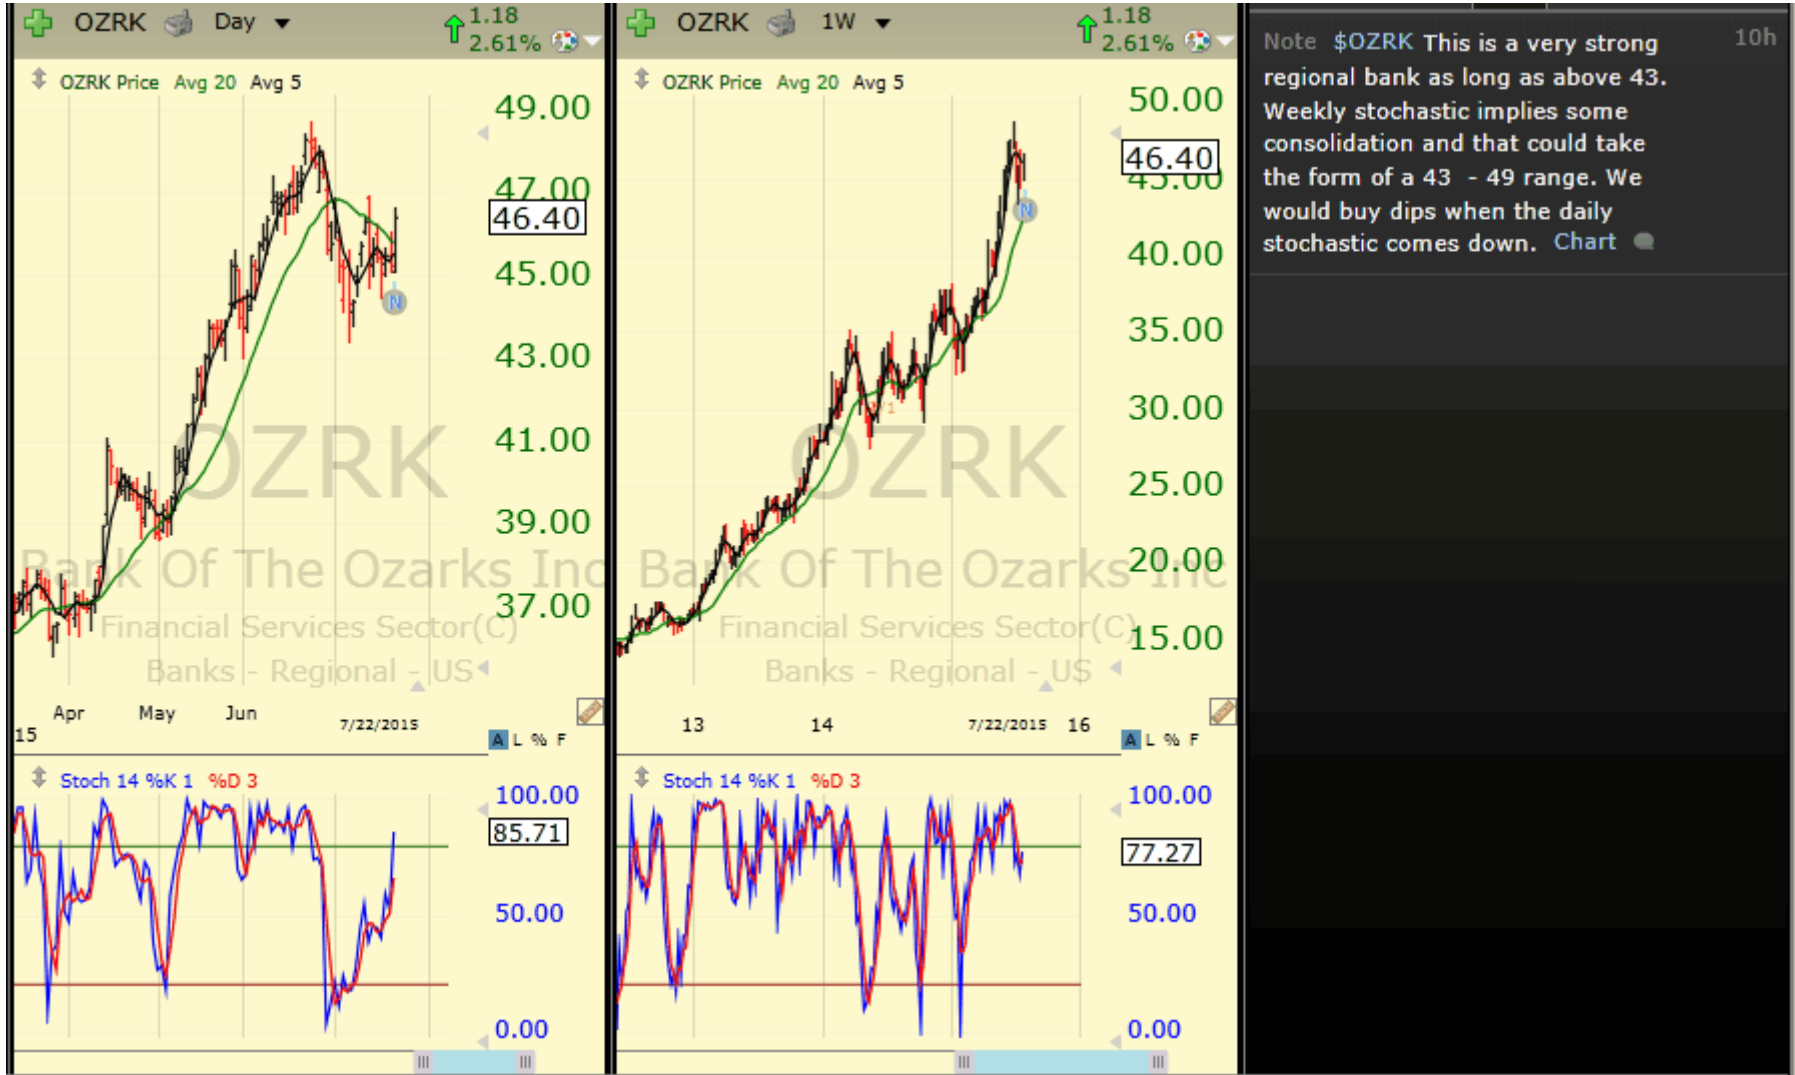 OZRK Day
1.18
2.61%
OZRK Price Avg 20 Avg 5
49.00
47.00
46.40
N
45.00
43.00
41.00
39.00
37.00
OZRK
Bank Of The Ozarks Inc
Financial Services Sector(C)
Banks - Regional - US
Apr May Jun
15 7/22/2015
A L % F
Stoch 14 %K 1 %D 3
100.00
85.71
50.00
0.00
OZRK 1W
1.18
2.61%
OZRK Price Avg 20 Avg 5
50.00
46.40
45.00
N
40.00
35.00
30.00
25.00
20.00
15.00
OZRK
Bank Of The Ozarks Inc
Financial Services Sector(C)
Banks - Regional - US
13 14 7/22/2015 16
A L % F
Stoch 14 %K 1 %D 3
100.00
77.27
50.00
0.00
Note $OZRK This is a very strong 10h
regional bank as long as above 43.
Weekly stochastic implies some
consolidation and that could take
the form of a 43 - 49 range. We
would buy dips when the daily
stochastic comes down. Chart